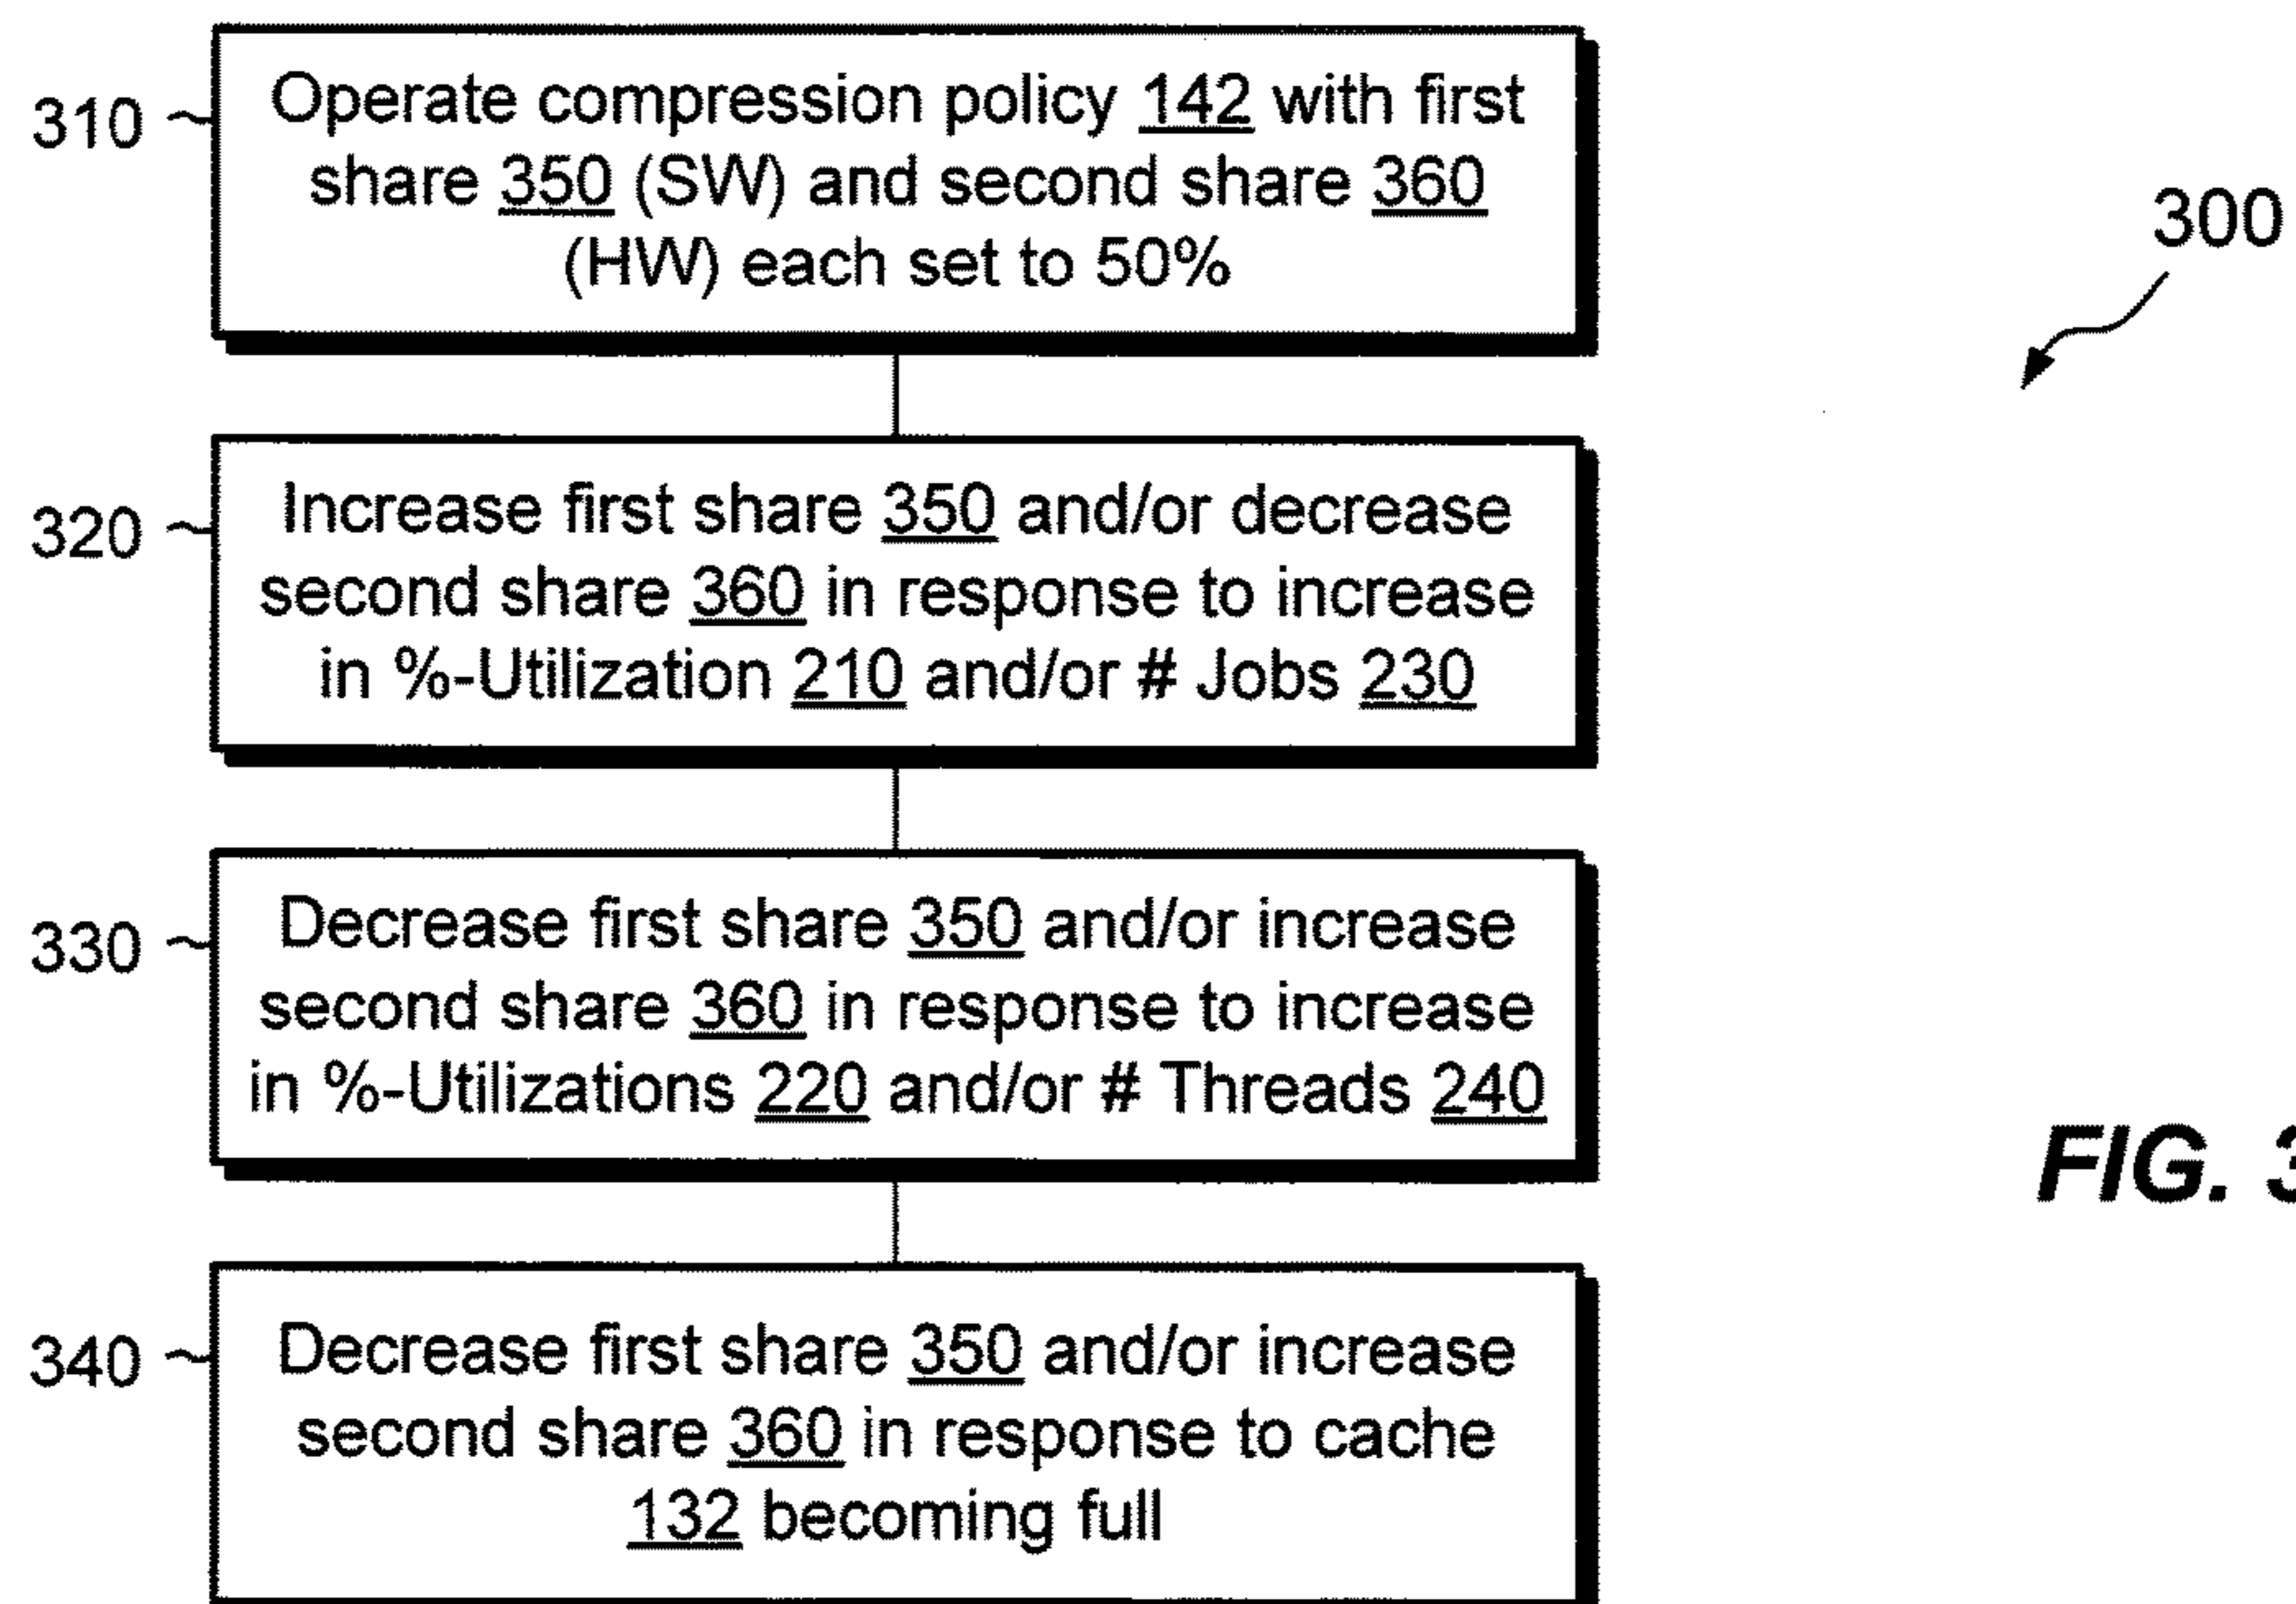 310
Operate compression policy 142 with first
share 350 (SW) and second share 360
(HW) each set to 50%
300
320
Increase first share 350 and/or decrease
second share 360 in response to increase
in %-Utilization 210 and/or # Jobs 230
330
Decrease first share 350 and/or increase
second share 360 in response to increase
in %-Utilizations 220 and/or # Threads 240
FIG. 3
340
Decrease first share 350 and/or increase
second share 360 in response to cache
132 becoming full